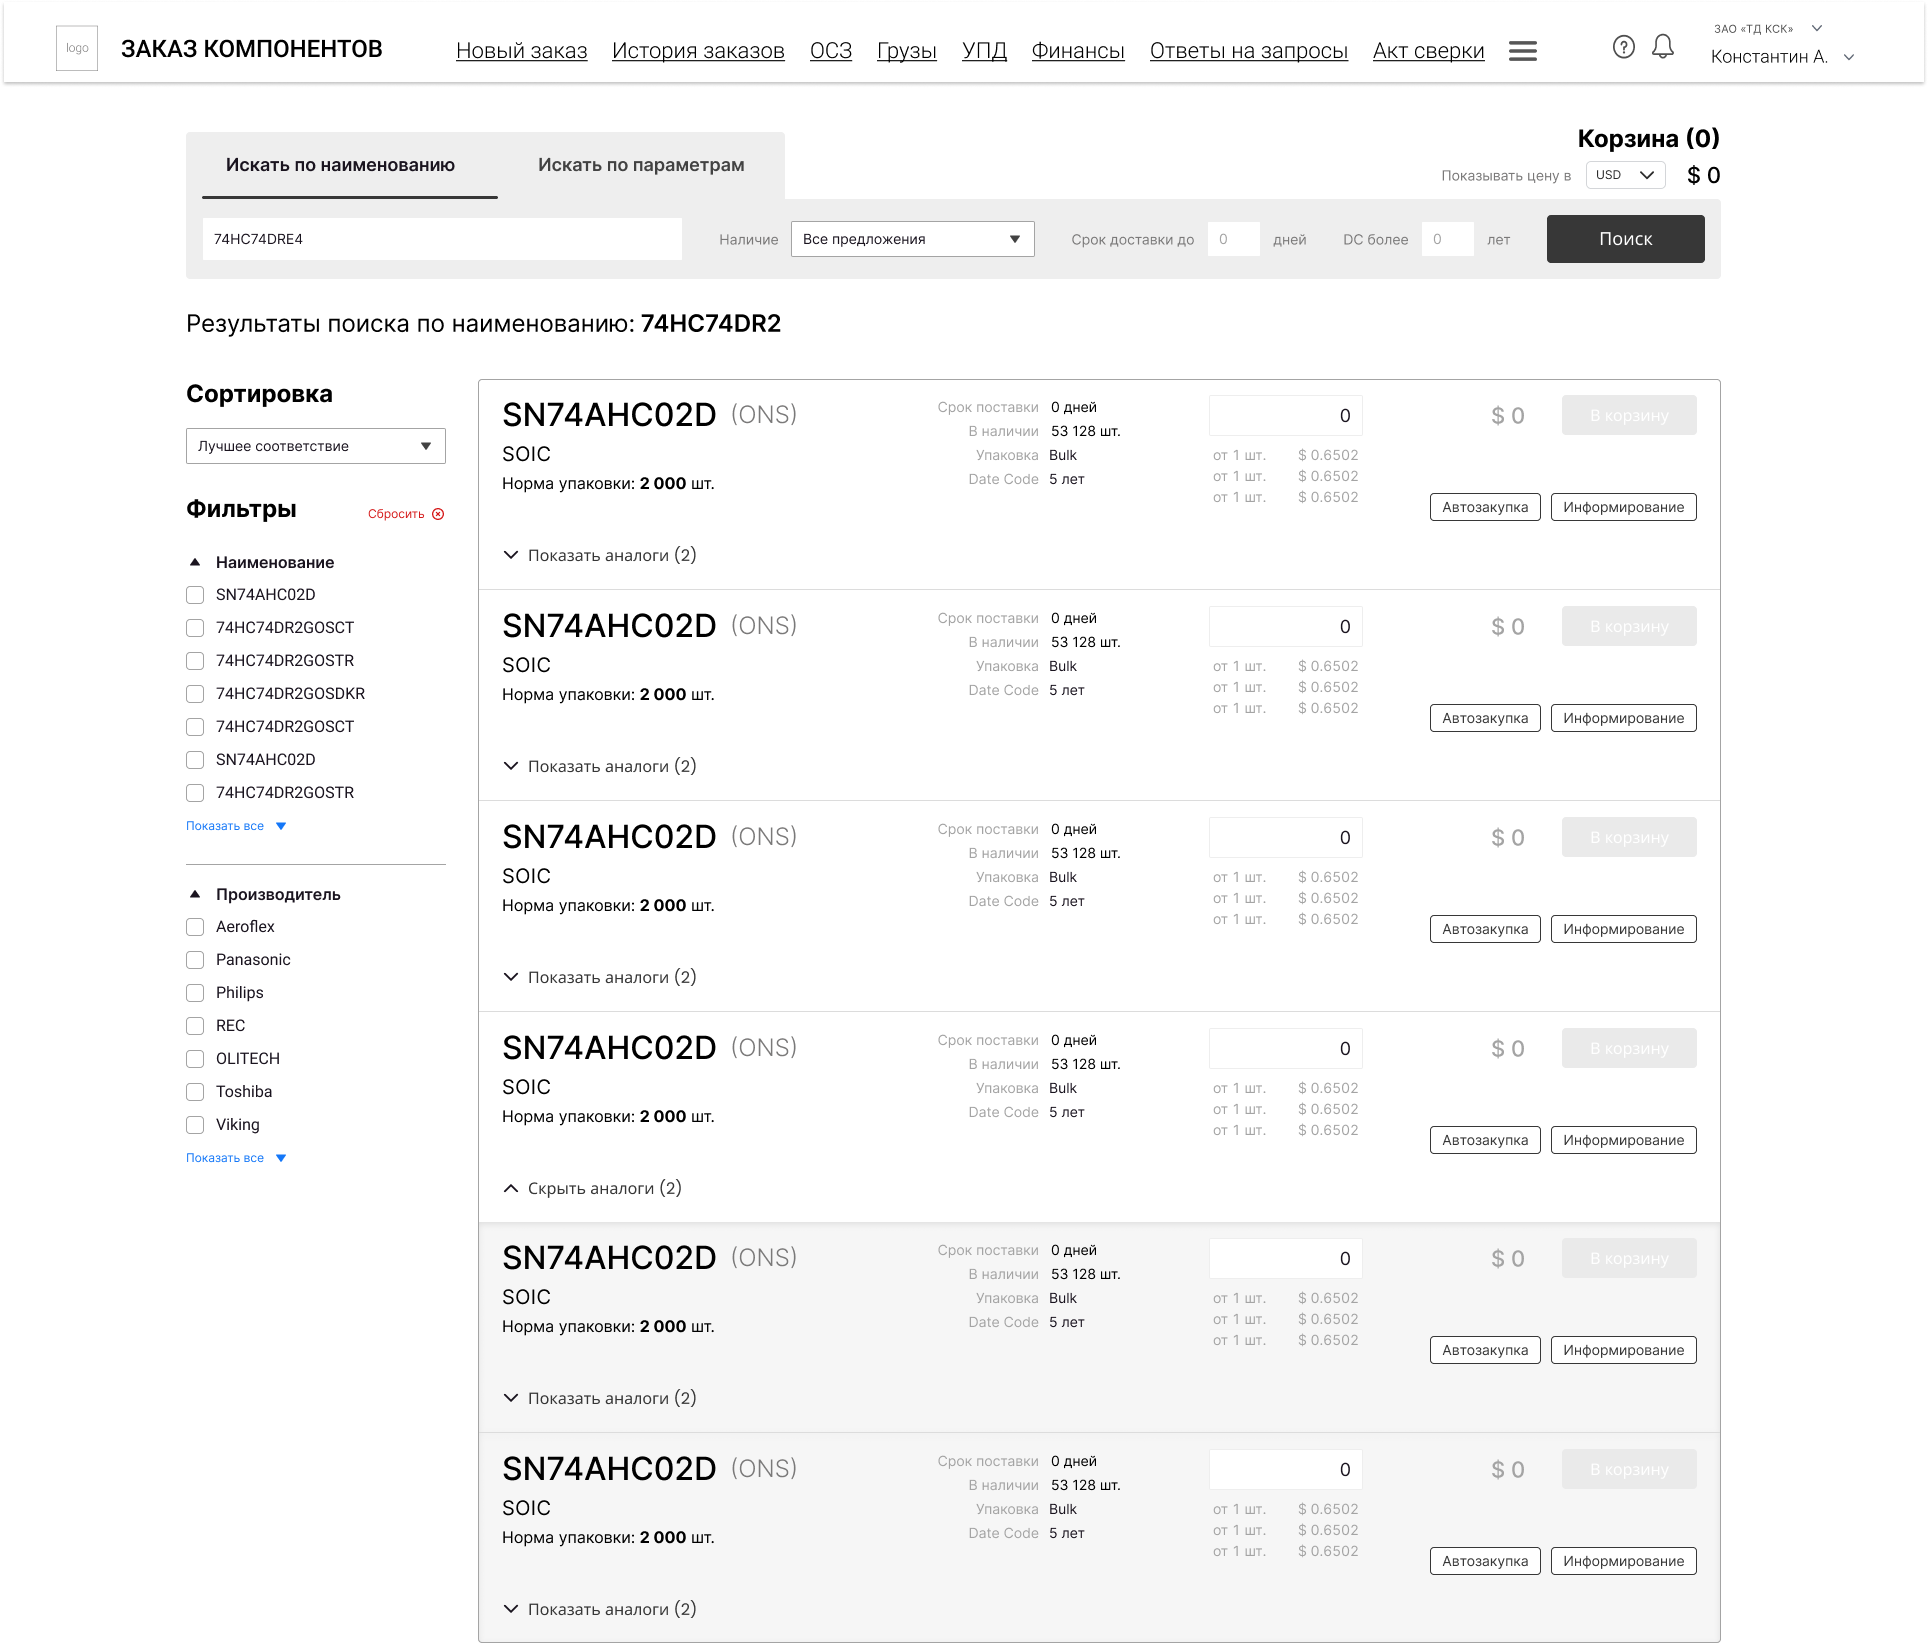 logo
ЗАКАЗ КОМПОНЕНТОВ
Новый заказ История заказов ОСЗ Грузы УПД Финансы Ответы на запросы Акт сверки
ЗАО «ТД КСК»
Константин А.
Корзина (0)
Показывать цену в USD $ 0
Искать по наименованию Искать по параметрам
74HC74DRE4 Наличие Все предложения Срок доставки до 0 дней DC более 0 лет Поиск
Результаты поиска по наименованию: 74HC74DR2
Сортировка
Лучшее соответствие
Фильтры Сбросить
Наименование
SN74AHC02D
74HC74DR2GOSCT
74HC74DR2GOSTR
74HC74DR2GOSDKR
74HC74DR2GOSCT
SN74AHC02D
74HC74DR2GOSTR
Показать все
Производитель
Aeroflex
Panasonic
Philips
REC
OLITECH
Toshiba
Viking
Показать все
SN74AHC02D (ONS)
SOIC
Норма упаковки: 2 000 шт.
Срок поставки 0 дней
В наличии 53 128 шт.
Упаковка Bulk
Date Code 5 лет
0
от 1 шт. $ 0.6502
от 1 шт. $ 0.6502
от 1 шт. $ 0.6502
$ 0 В корзину
Автозакупка Информирование
Показать аналоги (2)
SN74AHC02D (ONS)
SOIC
Норма упаковки: 2 000 шт.
Срок поставки 0 дней
В наличии 53 128 шт.
Упаковка Bulk
Date Code 5 лет
0
от 1 шт. $ 0.6502
от 1 шт. $ 0.6502
от 1 шт. $ 0.6502
$ 0 В корзину
Автозакупка Информирование
Показать аналоги (2)
SN74AHC02D (ONS)
SOIC
Норма упаковки: 2 000 шт.
Срок поставки 0 дней
В наличии 53 128 шт.
Упаковка Bulk
Date Code 5 лет
0
от 1 шт. $ 0.6502
от 1 шт. $ 0.6502
от 1 шт. $ 0.6502
$ 0 В корзину
Автозакупка Информирование
Показать аналоги (2)
SN74AHC02D (ONS)
SOIC
Норма упаковки: 2 000 шт.
Срок поставки 0 дней
В наличии 53 128 шт.
Упаковка Bulk
Date Code 5 лет
0
от 1 шт. $ 0.6502
от 1 шт. $ 0.6502
от 1 шт. $ 0.6502
$ 0 В корзину
Автозакупка Информирование
Скрыть аналоги (2)
SN74AHC02D (ONS)
SOIC
Норма упаковки: 2 000 шт.
Срок поставки 0 дней
В наличии 53 128 шт.
Упаковка Bulk
Date Code 5 лет
0
от 1 шт. $ 0.6502
от 1 шт. $ 0.6502
от 1 шт. $ 0.6502
$ 0 В корзину
Автозакупка Информирование
Показать аналоги (2)
SN74AHC02D (ONS)
SOIC
Норма упаковки: 2 000 шт.
Срок поставки 0 дней
В наличии 53 128 шт.
Упаковка Bulk
Date Code 5 лет
0
от 1 шт. $ 0.6502
от 1 шт. $ 0.6502
от 1 шт. $ 0.6502
$ 0 В корзину
Автозакупка Информирование
Показать аналоги (2)